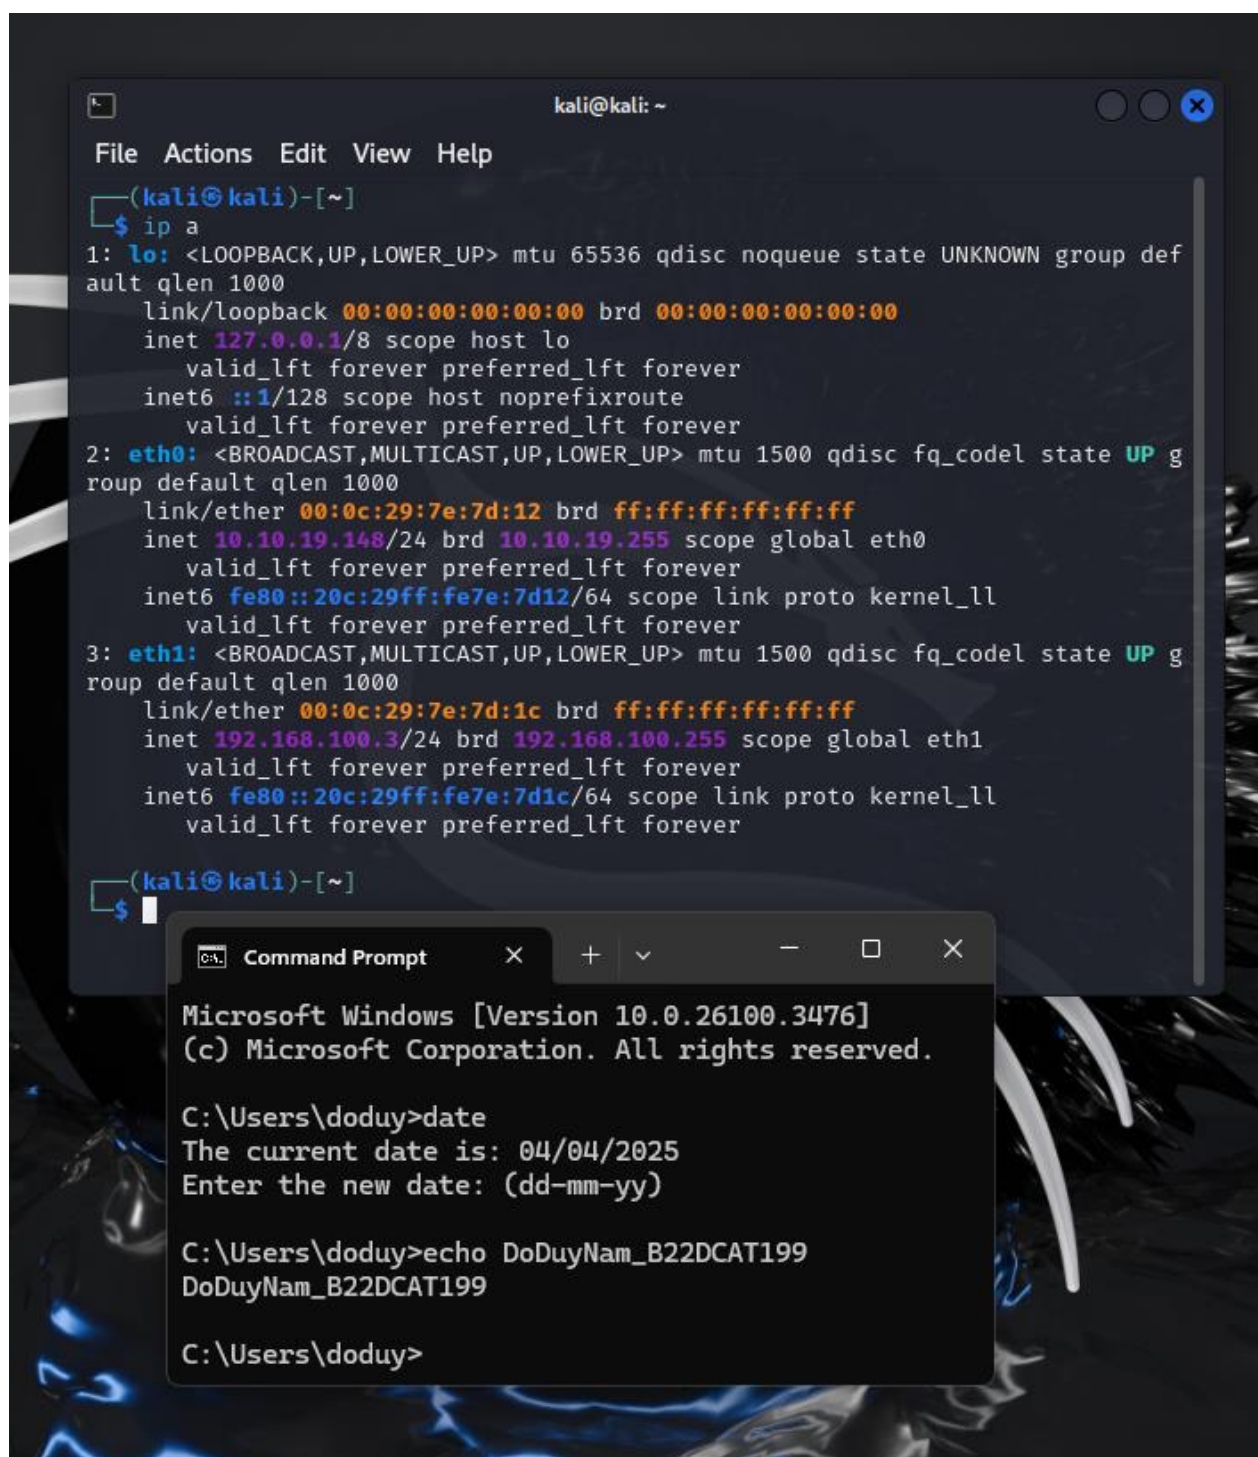 kali@kali: ~
File Actions Edit View Help
┌──(kali㉿kali)-[~]
└─$ ip a
1: lo: <LOOPBACK,UP,LOWER_UP> mtu 65536 qdisc noqueue state UNKNOWN group def
ault qlen 1000
    link/loopback 00:00:00:00:00:00 brd 00:00:00:00:00:00
    inet 127.0.0.1/8 scope host lo
       valid_lft forever preferred_lft forever
    inet6 ::1/128 scope host noprefixroute
       valid_lft forever preferred_lft forever
2: eth0: <BROADCAST,MULTICAST,UP,LOWER_UP> mtu 1500 qdisc fq_codel state UP g
roup default qlen 1000
    link/ether 00:0c:29:7e:7d:12 brd ff:ff:ff:ff:ff:ff
    inet 10.10.19.148/24 brd 10.10.19.255 scope global eth0
       valid_lft forever preferred_lft forever
    inet6 fe80::20c:29ff:fe7e:7d12/64 scope link proto kernel_ll
       valid_lft forever preferred_lft forever
3: eth1: <BROADCAST,MULTICAST,UP,LOWER_UP> mtu 1500 qdisc fq_codel state UP g
roup default qlen 1000
    link/ether 00:0c:29:7e:7d:1c brd ff:ff:ff:ff:ff:ff
    inet 192.168.100.3/24 brd 192.168.100.255 scope global eth1
       valid_lft forever preferred_lft forever
    inet6 fe80::20c:29ff:fe7e:7d1c/64 scope link proto kernel_ll
       valid_lft forever preferred_lft forever
┌──(kali㉿kali)-[~]
└─$
Command Prompt
Microsoft Windows [Version 10.0.26100.3476]
(c) Microsoft Corporation. All rights reserved.
C:\Users\doduy>date
The current date is: 04/04/2025
Enter the new date: (dd-mm-yy)
C:\Users\doduy>echo DoDuyNam_B22DCAT199
DoDuyNam_B22DCAT199
C:\Users\doduy>